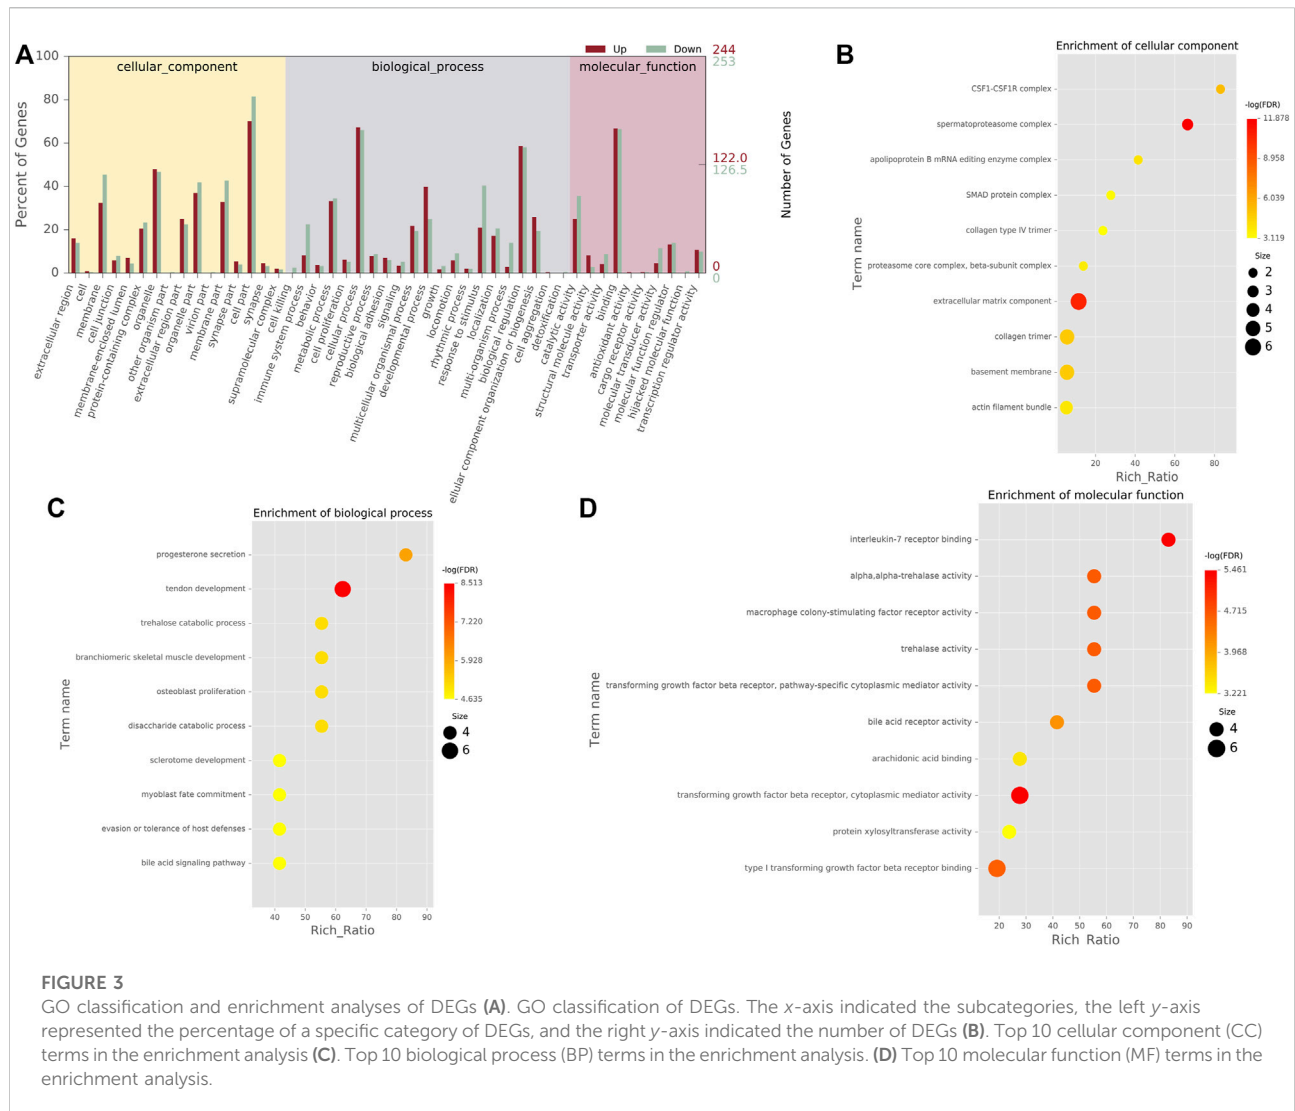 A
Up
Down
100
80
60
40
20
0
Percent of Genes
cellular_component
biological_process
molecular_function
244
253
122.0
126.5
0
0
Number of Genes
extracellular region
cell
membrane
cell junction
membrane-enclosed lumen
protein-containing complex
organelle
other organism part
extracellular region part
organelle part
virion part
membrane part
synapse part
cell part
synapse
supramolecular complex
cell killing
immune system process
behavior
metabolic process
cell proliferation
cellular process
reproductive process
biological adhesion
signaling
multicellular organismal process
developmental process
growth
locomotion
rhythmic process
response to stimulus
localization
multi-organism process
biological regulation
ellular component organization or biogenesis
cell aggregation
detoxification
catalytic activity
structural molecule activity
transporter activity
binding
antioxidant activity
cargo receptor activity
molecular transducer activity
molecular function regulator
hijacked molecular function
transcription regulator activity
B
Enrichment of cellular component
Term name
CSF1-CSF1R complex
spermatoproteasome complex
apolipoprotein B mRNA editing enzyme complex
SMAD protein complex
collagen type IV trimer
proteasome core complex, beta-subunit complex
extracellular matrix component
collagen trimer
basement membrane
actin filament bundle
20 40 60 80
Rich_Ratio
-log(FDR)
11.878
8.958
6.039
3.119
Size
2
3
4
5
6
C
Enrichment of biological process
Term name
progesterone secretion
tendon development
trehalose catabolic process
branchiomeric skeletal muscle development
osteoblast proliferation
disaccharide catabolic process
sclerotome development
myoblast fate commitment
evasion or tolerance of host defenses
bile acid signaling pathway
40 50 60 70 80 90
Rich_Ratio
-log(FDR)
8.513
7.220
5.928
4.635
Size
4
6
D
Enrichment of molecular function
Term name
interleukin-7 receptor binding
alpha,alpha-trehalase activity
macrophage colony-stimulating factor receptor activity
trehalase activity
transforming growth factor beta receptor, pathway-specific cytoplasmic mediator activity
bile acid receptor activity
arachidonic acid binding
transforming growth factor beta receptor, cytoplasmic mediator activity
protein xylosyltransferase activity
type I transforming growth factor beta receptor binding
20 30 40 50 60 70 80 90
Rich Ratio
-log(FDR)
5.461
4.715
3.968
3.221
Size
4
6
FIGURE 3
GO classification and enrichment analyses of DEGs (A). GO classification of DEGs. The x-axis indicated the subcategories, the left y-axis
represented the percentage of a specific category of DEGs, and the right y-axis indicated the number of DEGs (B). Top 10 cellular component (CC)
terms in the enrichment analysis (C). Top 10 biological process (BP) terms in the enrichment analysis. (D) Top 10 molecular function (MF) terms in the
enrichment analysis.